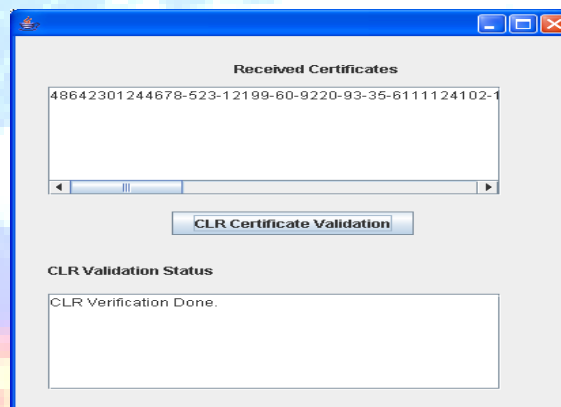 Received Certificates
48642301244678-523-12199-60-9220-93-35-6111124102-1
CLR Certificate Validation
CLR Validation Status
CLR Verification Done.